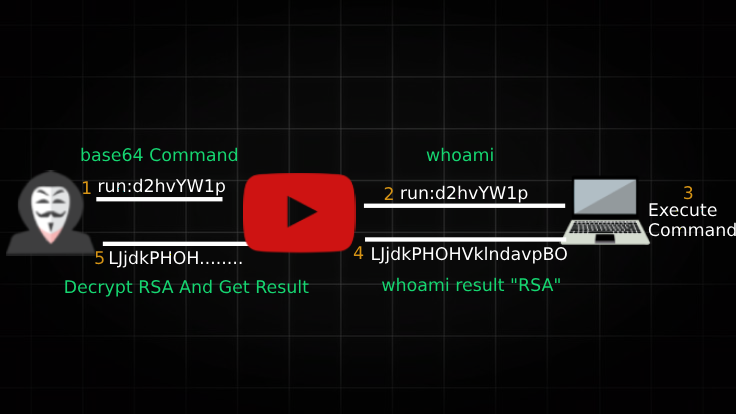 base64 Command
whoami
1 run:d2hvYW1p
2 run:d2hvYW1p
3
Execute
Command
5 LJjdkPHOH........
4 LJjdkPHOHVklndavpBO
Decrypt RSA And Get Result
whoami result "RSA"